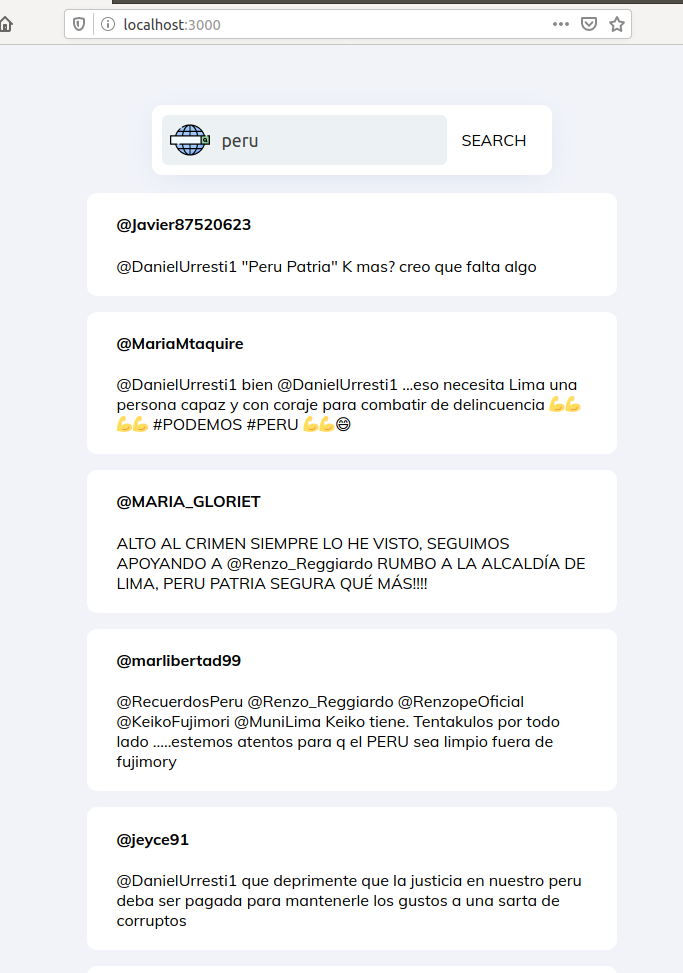 localhost:3000
peru
SEARCH
@Javier87520623
@DanielUrresti1 "Peru Patria" K mas? creo que falta algo
@MariaMtaquire
@DanielUrresti1 bien @DanielUrresti1 ...eso necesita Lima una
persona capaz y con coraje para combatir de delincuencia 💪💪
💪💪 #PODEMOS #PERU 💪💪😄
@MARIA_GLORIET
ALTO AL CRIMEN SIEMPRE LO HE VISTO, SEGUIMOS
APOYANDO A @Renzo_Reggiardo RUMBO A LA ALCALDÍA DE
LIMA, PERU PATRIA SEGURA QUÉ MÁS!!!!
@marlibertad99
@RecuerdosPeru @Renzo_Reggiardo @RenzopeOficial
@KeikoFujimori @MuniLima Keiko tiene. Tentakulos por todo
lado .....estemos atentos para q el PERU sea limpio fuera de
fujimory
@jeyce91
@DanielUrresti1 que deprimente que la justicia en nuestro peru
deba ser pagada para mantenerle los gustos a una sarta de
corruptos